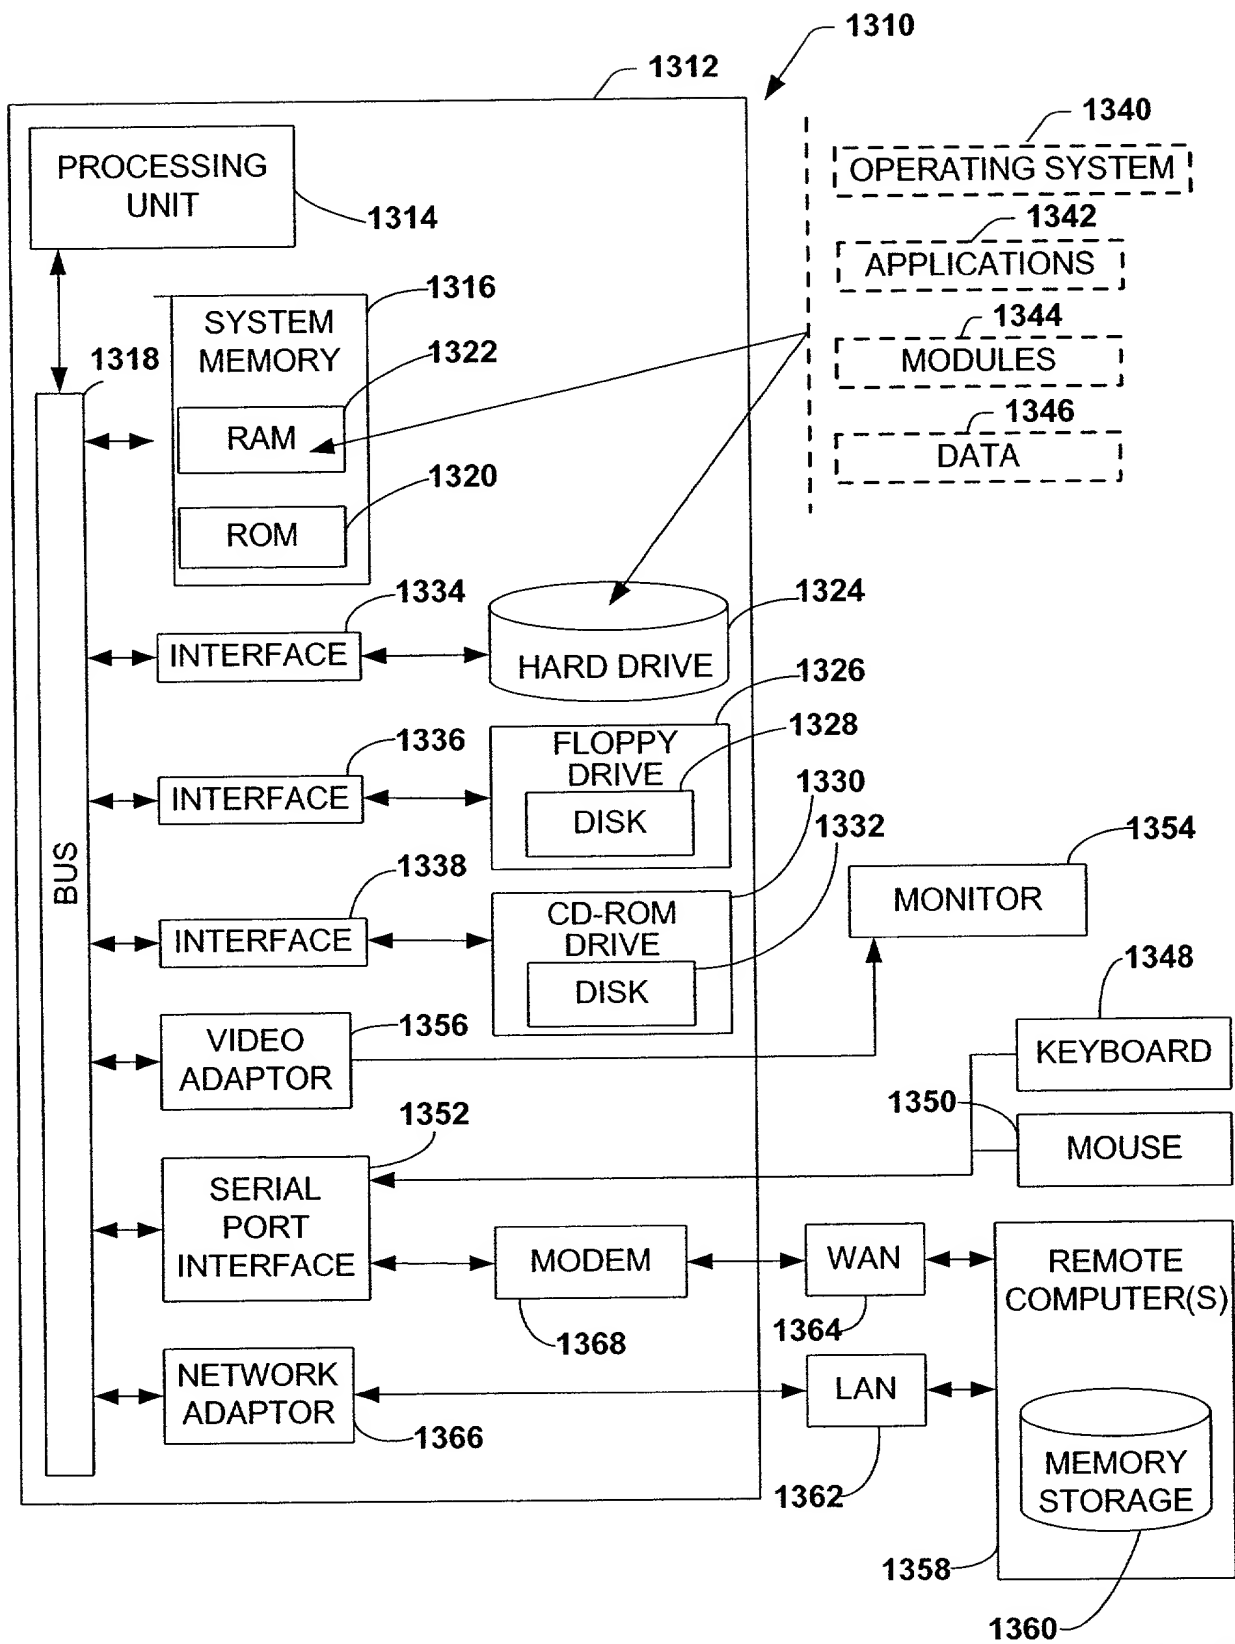 1310
1312
PROCESSING
UNIT
1314
1340
OPERATING SYSTEM
1342
APPLICATIONS
1344
MODULES
1346
DATA
1316
SYSTEM
MEMORY
1318
1322
RAM
1320
ROM
1334
INTERFACE
1324
HARD DRIVE
1326
1336
INTERFACE
FLOPPY
DRIVE
1328
DISK
1330
1332
BUS
1338
INTERFACE
CD-ROM
DRIVE
DISK
1354
MONITOR
1356
VIDEO
ADAPTOR
1348
KEYBOARD
1350
MOUSE
1352
SERIAL
PORT
INTERFACE
MODEM
1368
WAN
1364
REMOTE
COMPUTER(S)
NETWORK
ADAPTOR
1366
LAN
1362
MEMORY
STORAGE
1358
1360